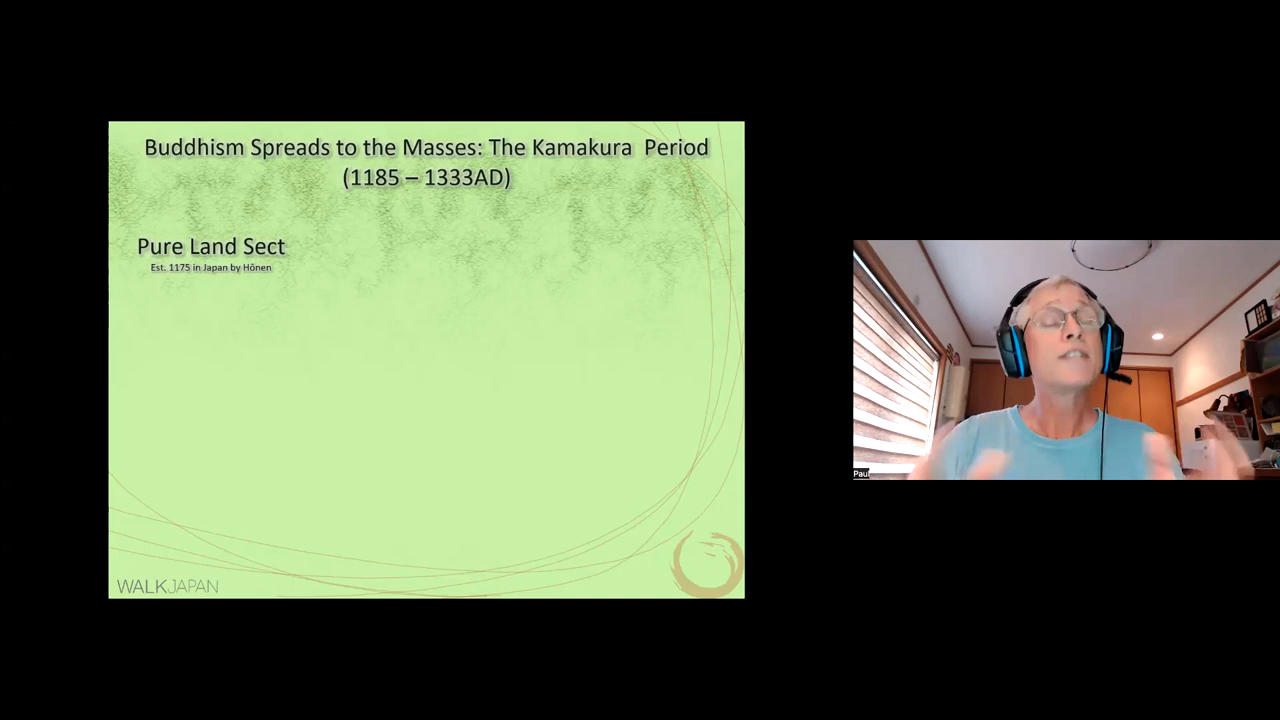 Buddhism Spreads to the Masses: The Kamakura Period
(1185 – 1333AD)
Pure Land Sect
Est. 1175 in Japan by Hōnen
WALKJAPAN
Paul